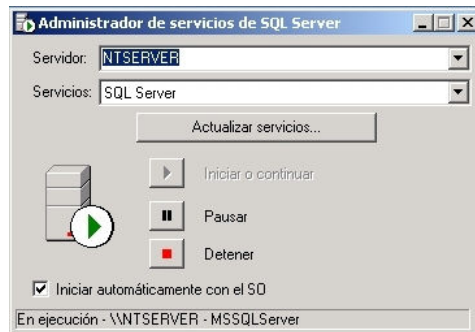 Administrador de servicios de SQL Server
Servidor: NTSERVER
Servicios: SQL Server
Actualizar servicios...
Iniciar o continuar
Pausar
Detener
Iniciar automáticamente con el SO
En ejecución - \\NTSERVER - MSSQLServer